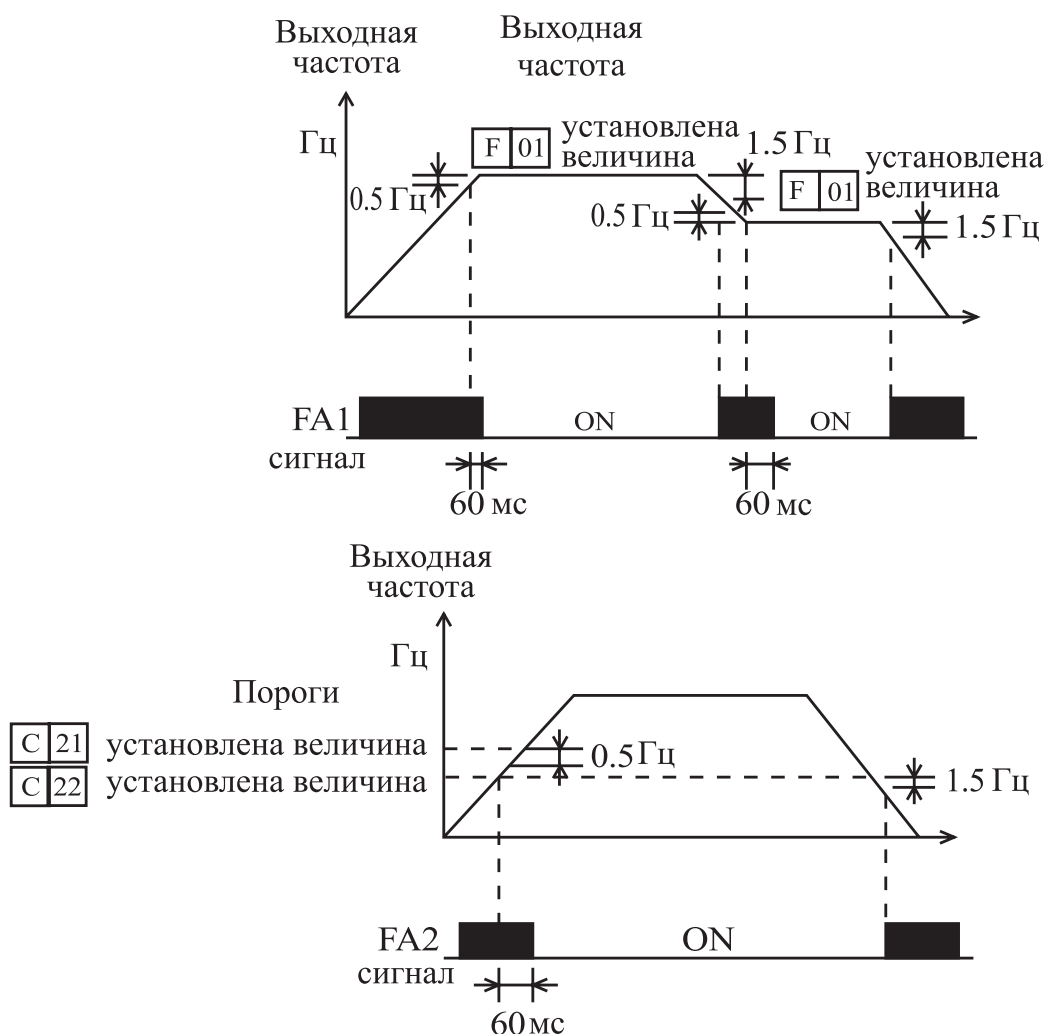 Выходная
частота
Выходная
частота
Гц
F 01
установлена
величина
1.5 Гц
установлена
величина
F 01
0.5 Гц
0.5 Гц
1.5 Гц
FA1
сигнал
ON
ON
60 мс
60 мс
Выходная
частота
Гц
Пороги
C 21 установлена величина
0.5 Гц
C 22 установлена величина
1.5 Гц
FA2
сигнал
ON
60 мс